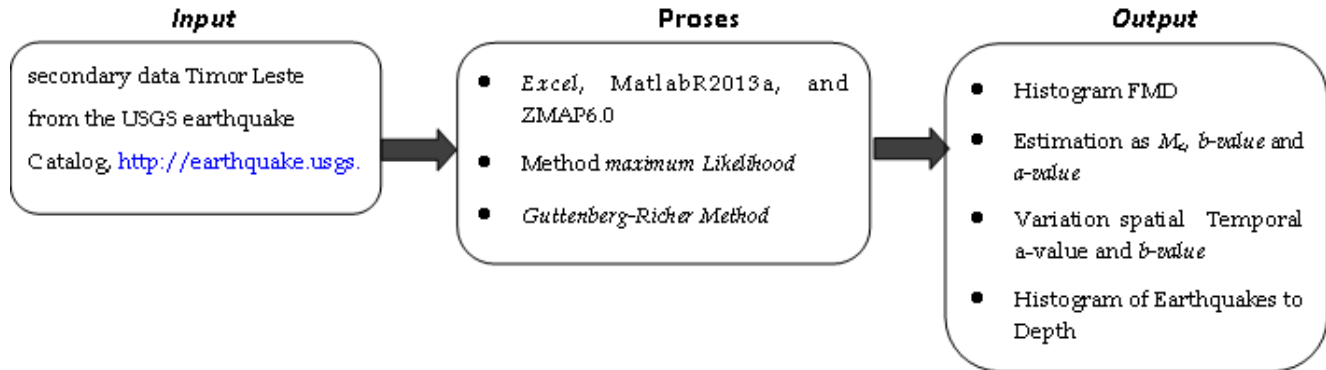 Input
secondary data Timor Leste
from the USGS earthquake
Catalog, http://earthquake.usgs.
Proses
● Excel, MatlabR2013a, and
ZMAP6.0
● Method maximum Likelihood
● Guttenberg-Richer Method
Output
● Histogram FMD
● Estimation as Mc, b-value and
a-value
● Variation spatial Temporal
a-value and b-value
● Histogram of Earthquakes to
Depth